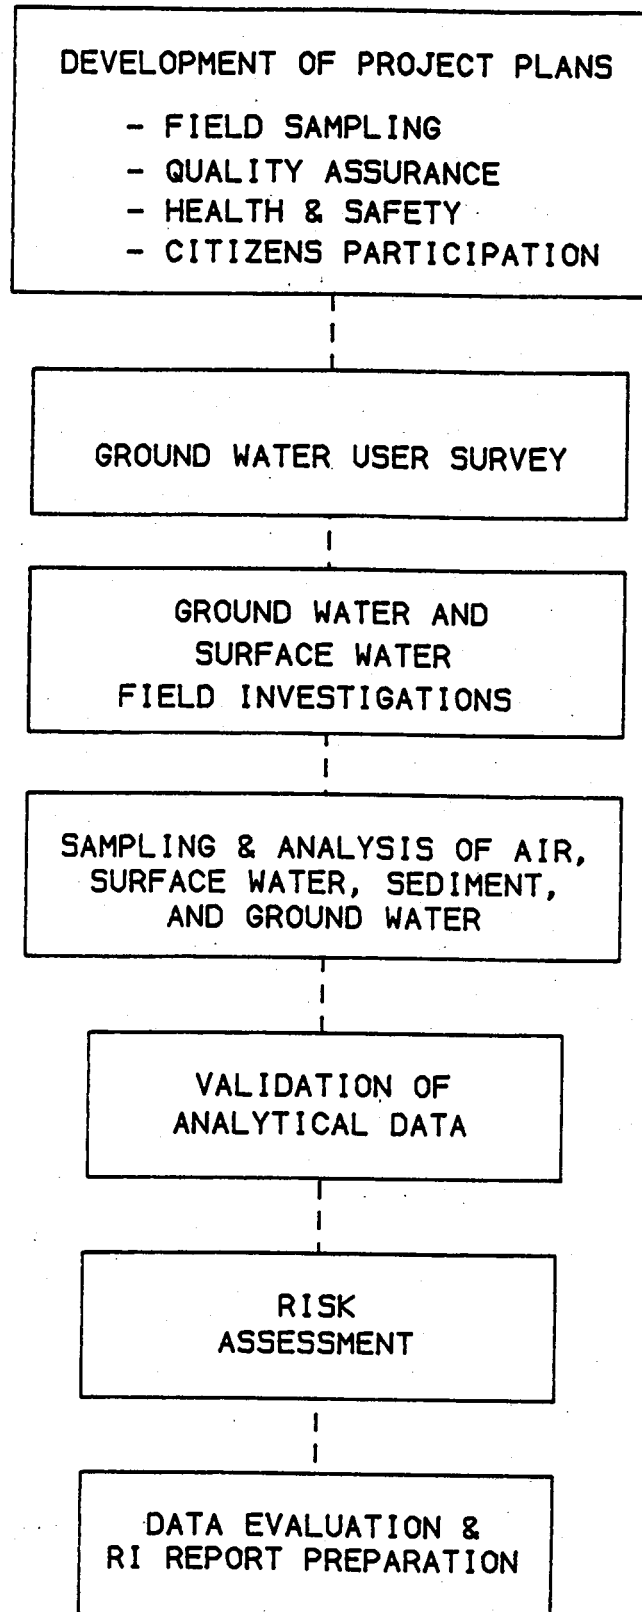 DEVELOPMENT OF PROJECT PLANS
- FIELD SAMPLING
- QUALITY ASSURANCE
- HEALTH & SAFETY
- CITIZENS PARTICIPATION
GROUND WATER USER SURVEY
GROUND WATER AND
SURFACE WATER
FIELD INVESTIGATIONS
SAMPLING & ANALYSIS OF AIR,
SURFACE WATER, SEDIMENT,
AND GROUND WATER
VALIDATION OF
ANALYTICAL DATA
RISK
ASSESSMENT
DATA EVALUATION &
RI REPORT PREPARATION